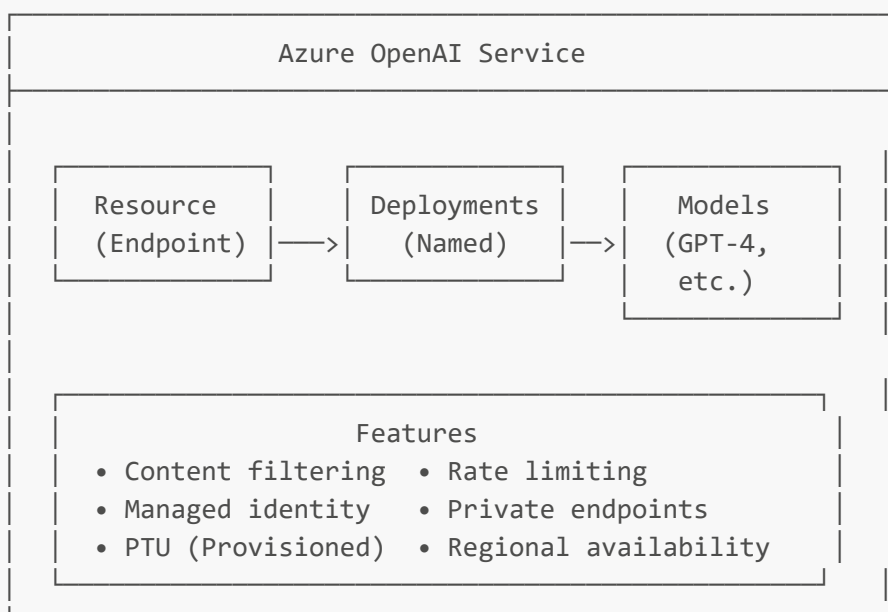 Azure OpenAI Service
Resource Deployments Models
(Endpoint) (Named) (GPT-4,
etc.)
Features
• Content filtering • Rate limiting
• Managed identity • Private endpoints
• PTU (Provisioned) • Regional availability